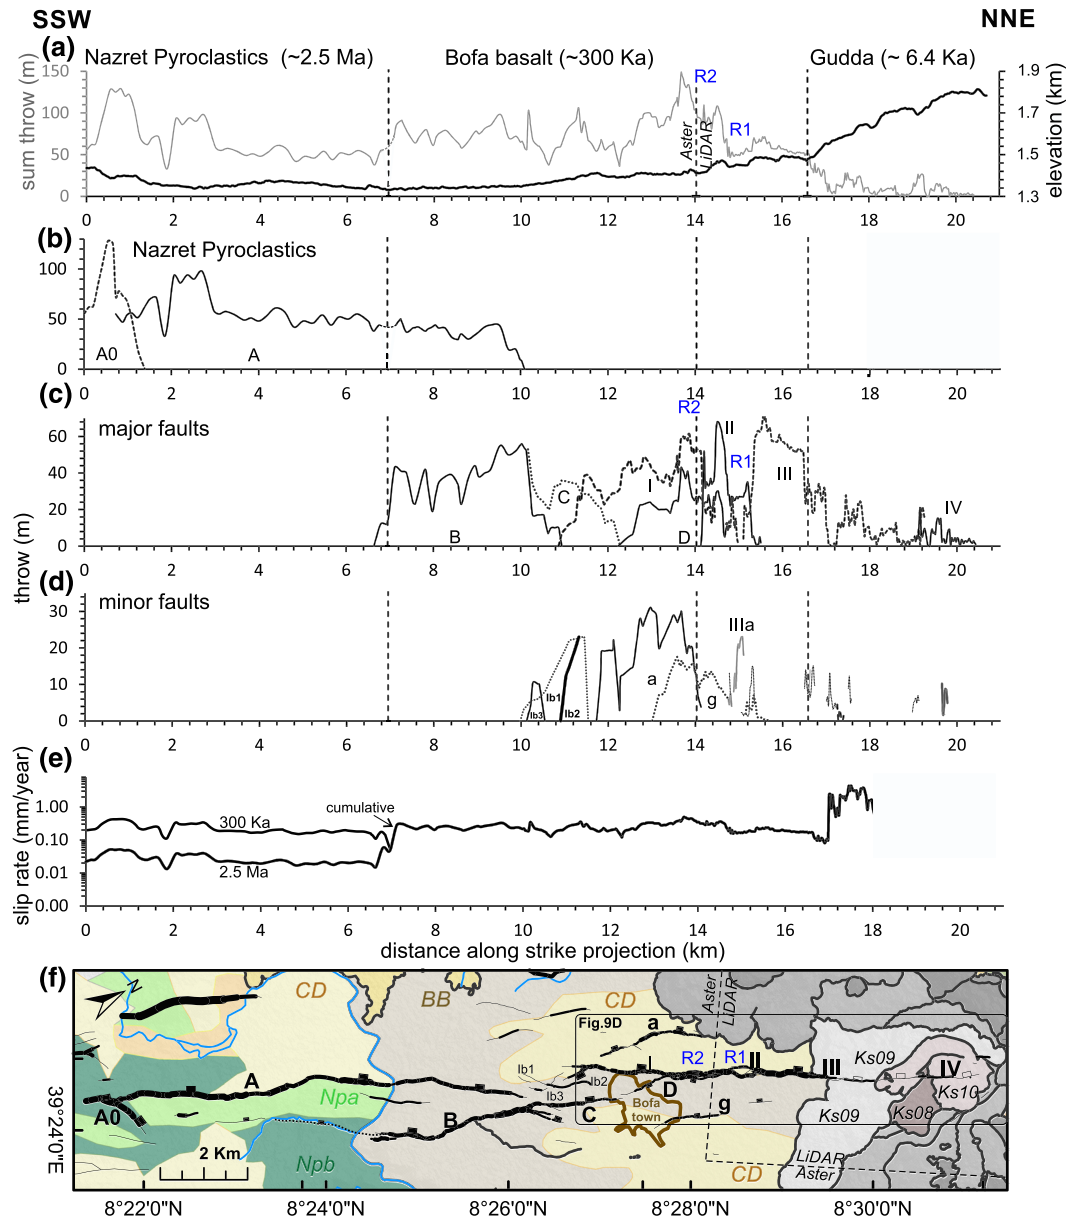 SSW
NNE
(a)
Nazret Pyroclastics (~2.5 Ma)
Bofa basalt (~300 Ka)
Gudda (~ 6.4 Ka)
sum throw (m)
150
100
50
0
R2
R1
Aster
LiDAR
1.9
1.7
1.5
1.3
elevation (km)
0 2 4 6 8 10 12 14 16 18 20
(b)
Nazret Pyroclastics
100
50
0
A0
A
0 2 4 6 8 10 12 14 16 18 20
(c)
major faults
R2
60
40
20
0
II
R1
C
I
III
B
D
IV
0 2 4 6 8 10 12 14 16 18 20
throw (m)
(d)
minor faults
30
20
10
0
IIIa
a
g
Ib1
Ib3
Ib2
0 2 4 6 8 10 12 14 16 18 20
(e)
slip rate (mm/year)
1.00
0.10
0.01
0.00
cumulative
300 Ka
2.5 Ma
0 2 4 6 8 10 12 14 16 18 20
distance along strike projection (km)
(f)
N
CD
BB
CD
Aster
LiDAR
Fig.9D
a
I
R2
R1
II
III
Ks09
IV
A
Ib1
Ib2
Ib3
D
Ks10
Npa
A0
B
C
Bofa
town
g
Ks09
Ks08
39°24'0"E
2 Km
Npb
CD
LiDAR
Aster
8°22'0"N
8°24'0"N
8°26'0"N
8°28'0"N
8°30'0"N